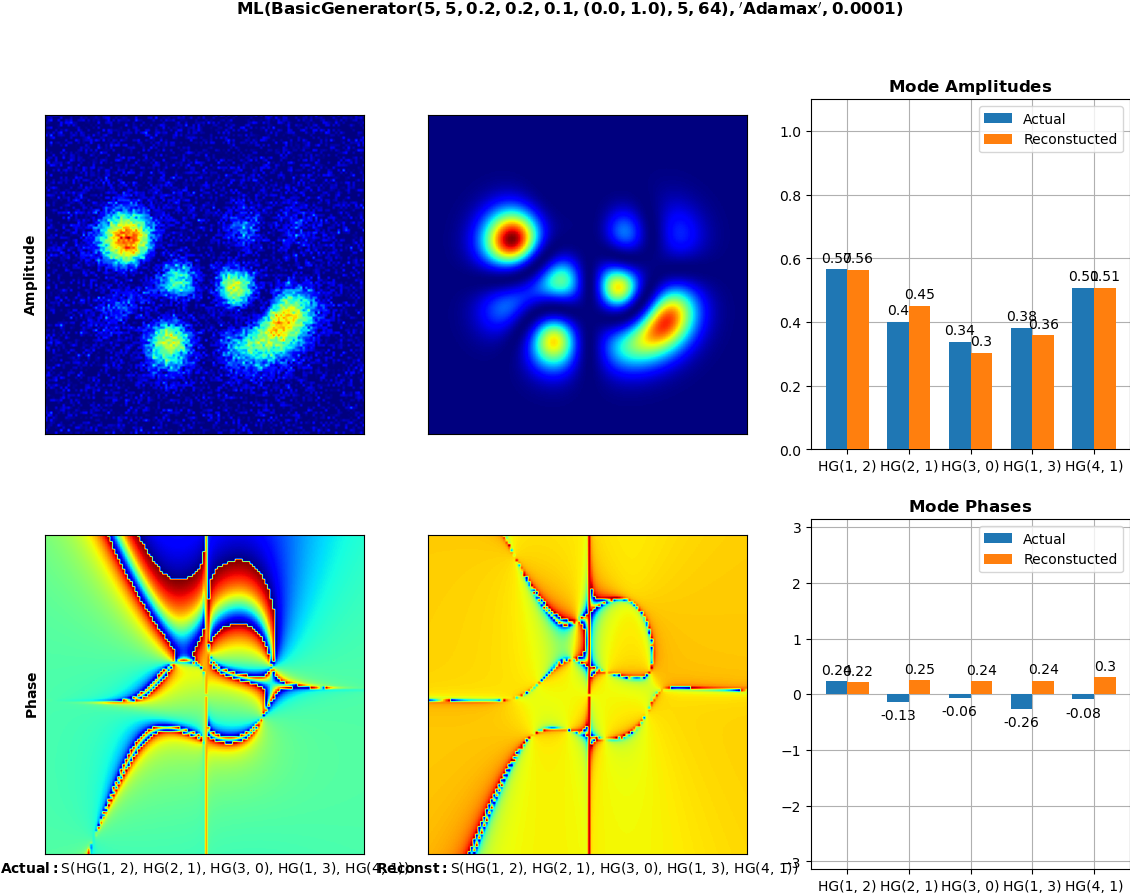 ML(BasicGenerator(5, 5, 0.2, 0.2, 0.1, (0.0, 1.0), 5, 64), 'Adamax', 0.0001)
Mode Amplitudes
Actual
Reconstucted
1.0
0.8
0.6
0.4
0.2
0.0
0.57 0.56
0.4 0.45
0.34 0.3
0.38 0.36
0.51 0.51
HG(1, 2) HG(2, 1) HG(3, 0) HG(1, 3) HG(4, 1)
Amplitude
Mode Phases
Actual
Reconstucted
3
2
1
0
−1
−2
−3
0.24 0.22
-0.13 0.25
-0.06 0.24
-0.26 0.24
-0.08 0.3
HG(1, 2) HG(2, 1) HG(3, 0) HG(1, 3) HG(4, 1)
Phase
Actual: S(HG(1, 2), HG(2, 1), HG(3, 0), HG(1, 3), HG(4, 1))
Reconst: S(HG(1, 2), HG(2, 1), HG(3, 0), HG(1, 3), HG(4, 1))